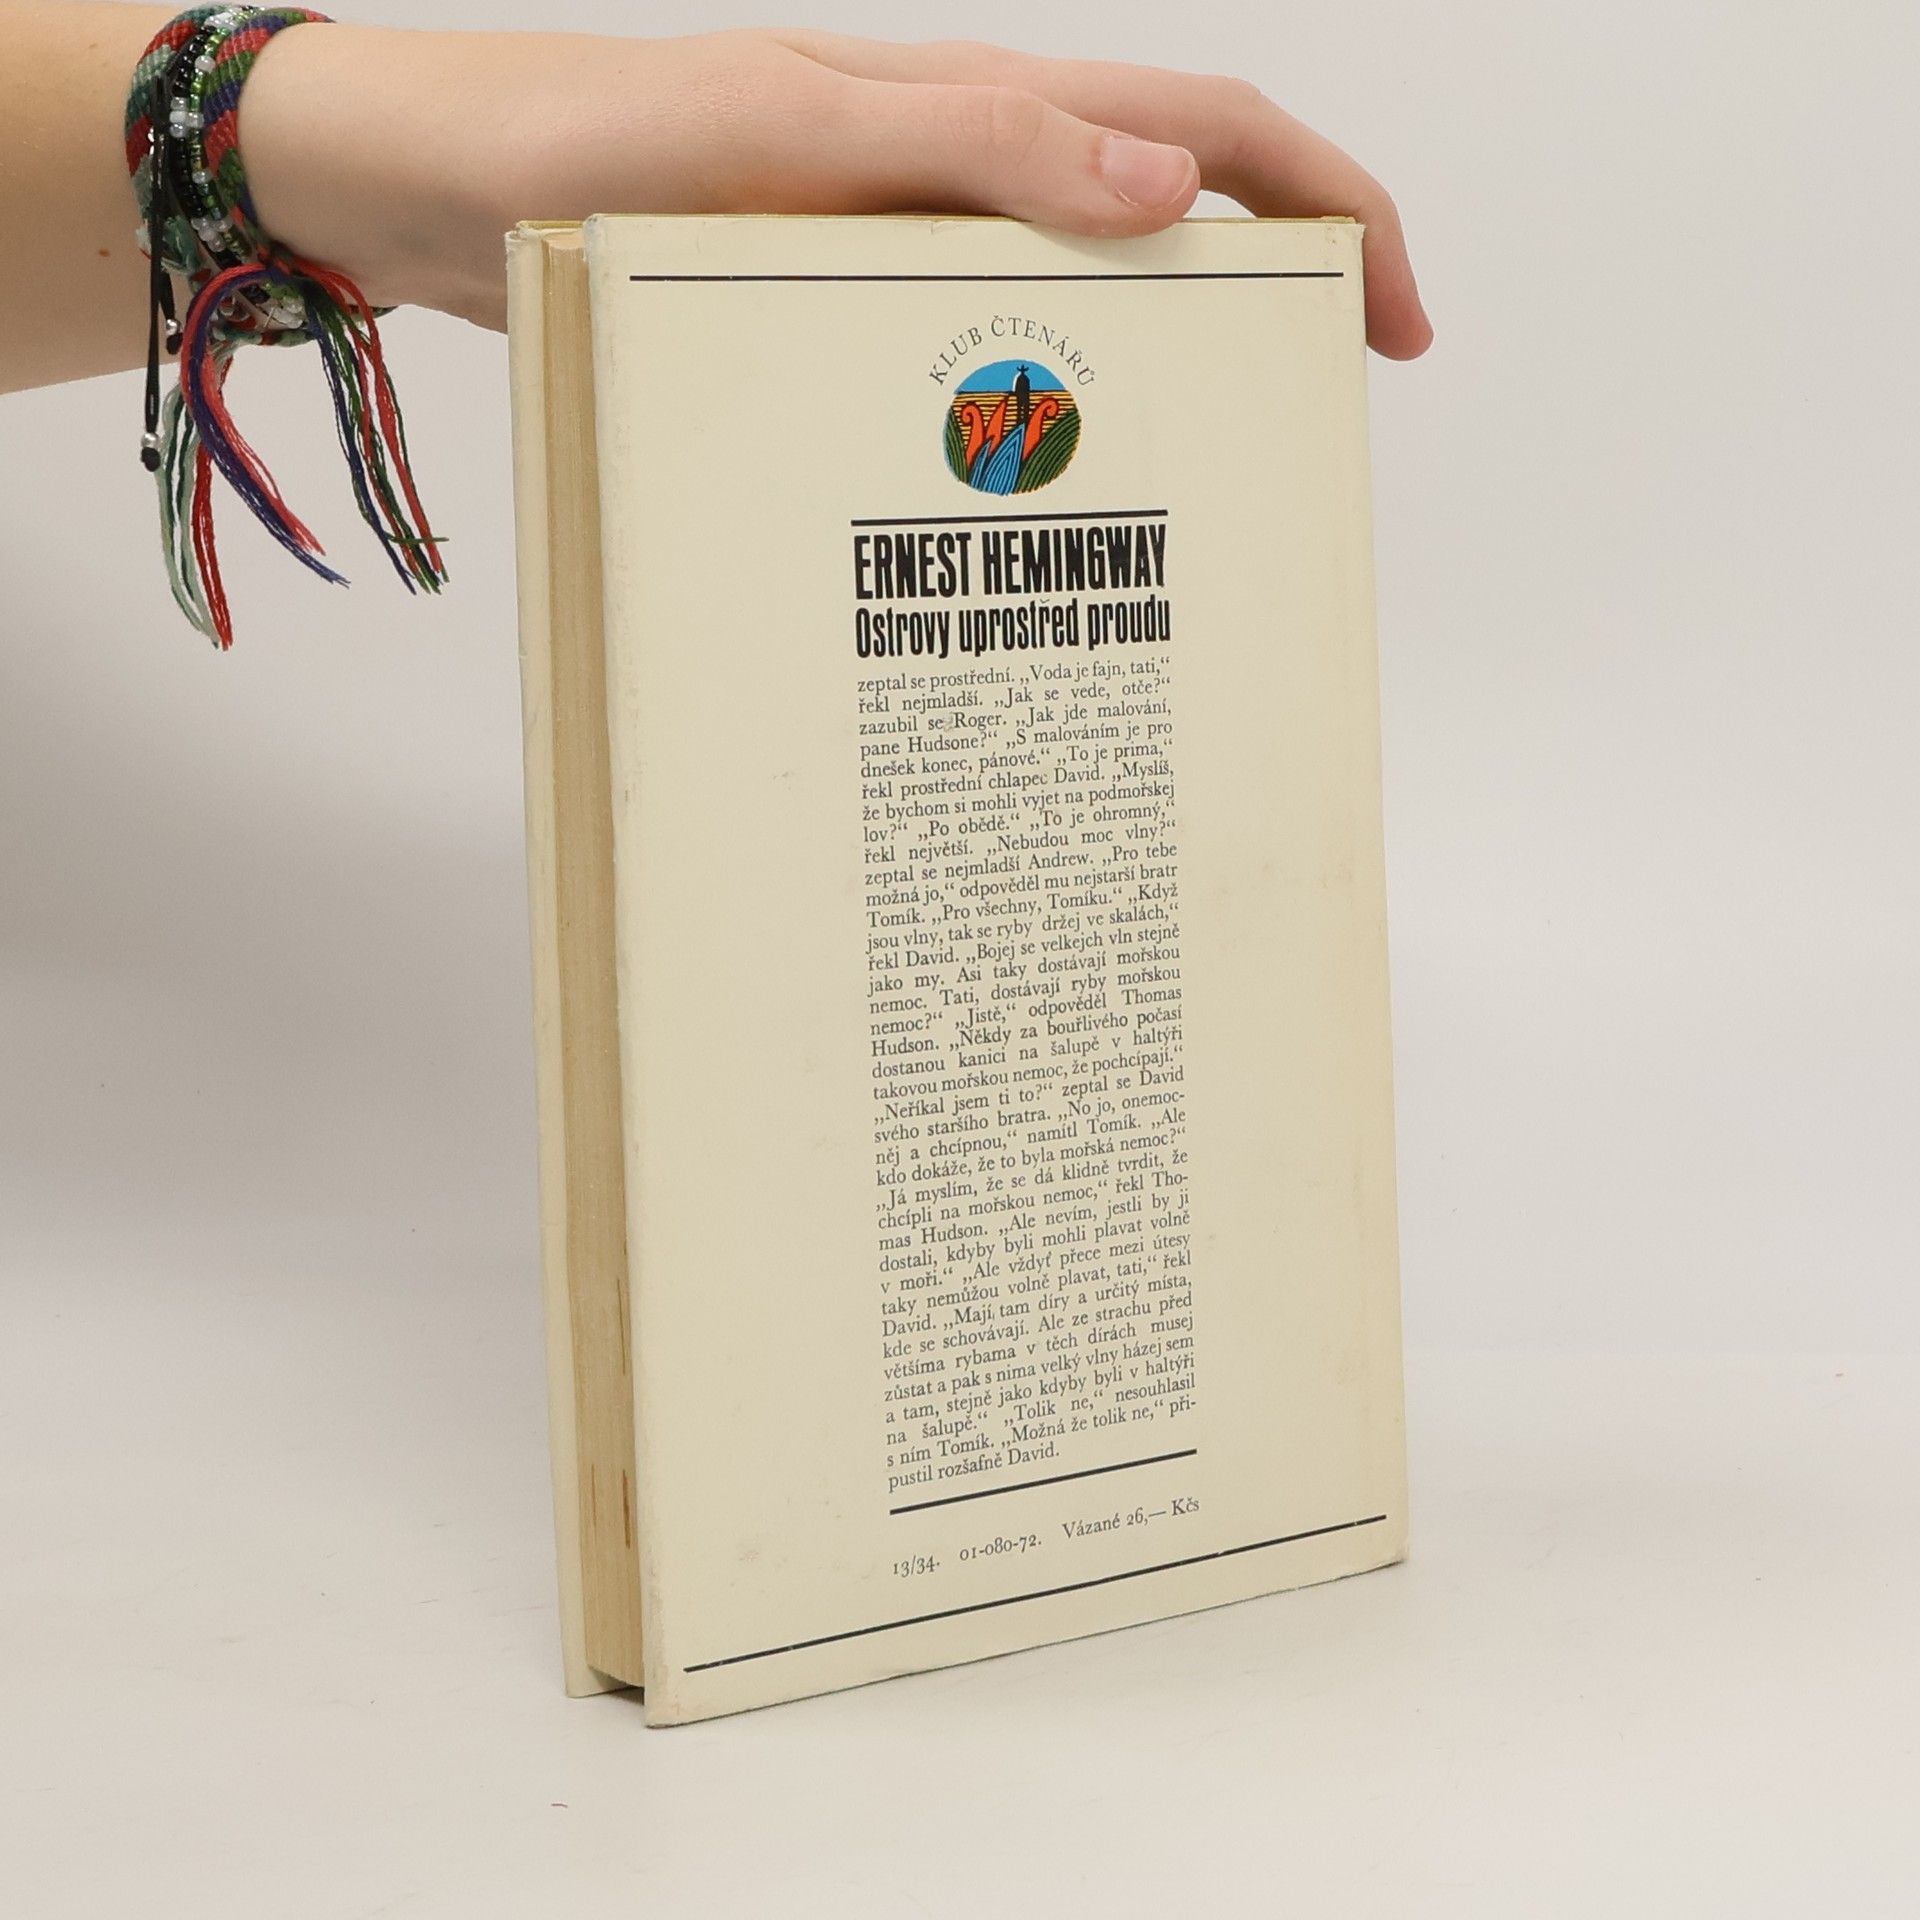 KLUB ČTENÁŘŮ
ERNEST HEMINGWAY
Ostrovy uprostřed proudu
zeptal se prostřední. „Voda je fajn, tati,“
řekl nejmladší. „Jak se vede, otče?“
zazubil se Roger. „Jak jde malování,
pane Hudsone?“ „S malováním je pro
dnešek konec, pánové.“ „To je prima,“
řekl prostřední chlapec David. „Myslíš,
že bychom si mohli vyjet na podmořskej
lov?“ „Po obědě.“ „To je ohromný,“
řekl největší. „Nebudou moc vlny?“
zeptal se nejmladší Andrew. „Pro tebe
možná jo,“ odpověděl mu nejstarší bratr
Tomík. „Pro všechny, Tomíku.“ „Když
jsou vlny, tak se ryby držej ve skalách,“
řekl David. „Bojej se velkejch vln stejně
jako my. Asi taky dostávají mořskou
nemoc. Tati, dostávají ryby mořskou
nemoc?“ „Jistě,“ odpověděl Thomas
Hudson. „Někdy za bouřlivého počasí
dostanou kanici na šalupě v haltýři
takovou mořskou nemoc, že pochcípají.“
„Neříkal jsem ti to?“ zeptal se David
svého staršího bratra. „No jo, onemoc-
něj a chcípnou,“ namítl Tomík. „Ale
kdo dokáže, že to byla mořská nemoc?“
„Já myslím, že se dá klidně tvrdit, že
chcípli na mořskou nemoc,“ řekl Tho-
mas Hudson. „Ale nevím, jestli by ji
dostali, kdyby byli mohli plavat volně
v moři.“ „Ale vždyť přece mezi útesy
taky nemůžou volně plavat, tati,“ řekl
David. „Mají tam díry a určitý místa,
kde se schovávají. Ale ze strachu před
většíma rybama v těch dírách musej
zůstat a pak s nima velký vlny házej sem
a tam, stejně jako kdyby byli v haltýři
na šalupě.“ „Tolik ne,“ nesouhlasil
s ním Tomík. „Možná že tolik ne,“ při-
pustil rozšafně David.
13/34. 01-080-72. Vázané 26,— Kčs